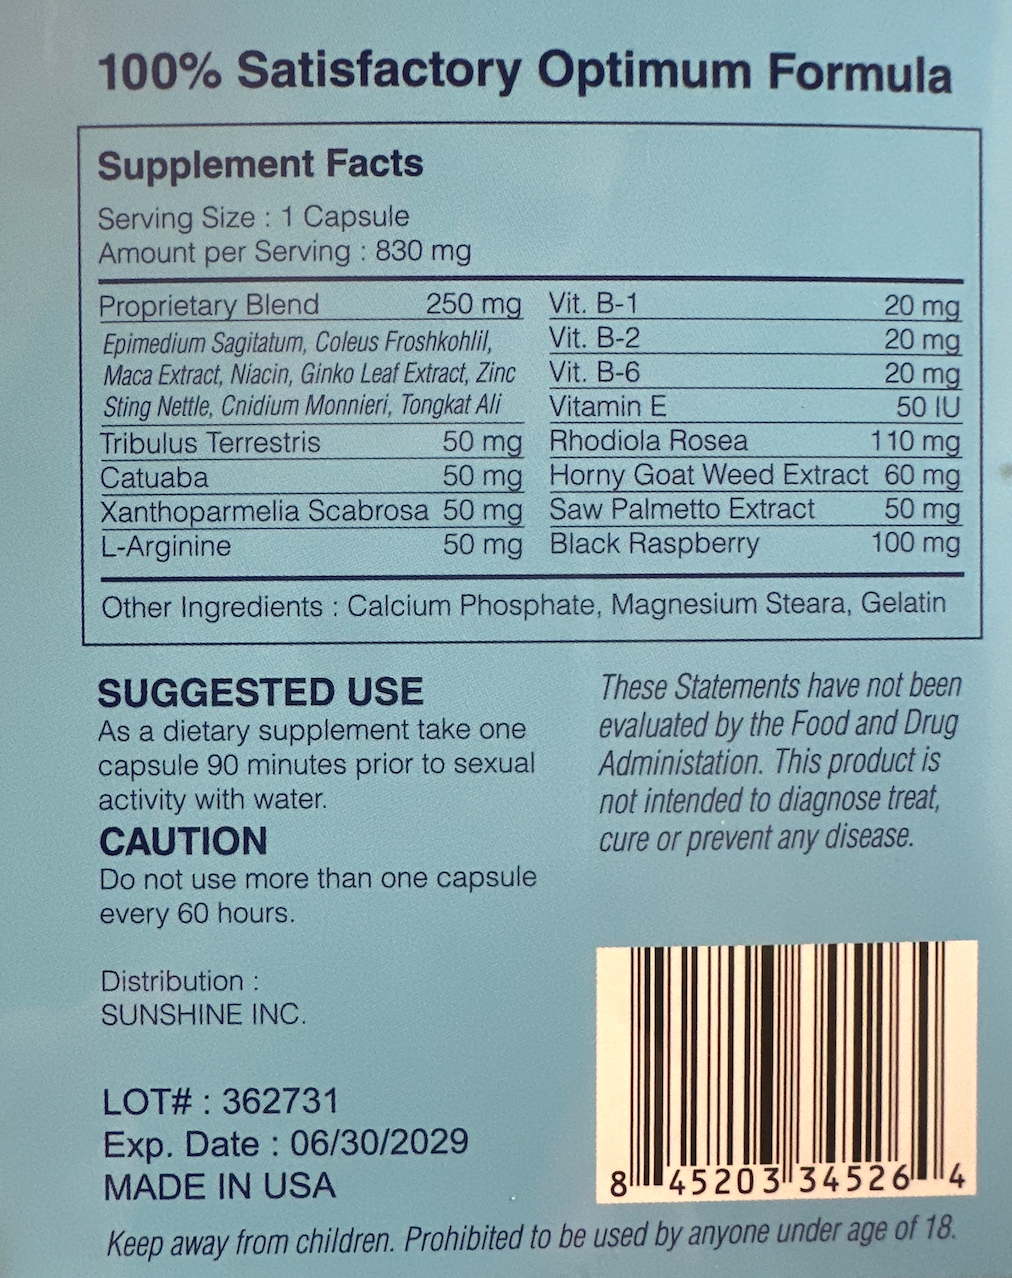 100% Satisfactory Optimum Formula
Supplement Facts
Serving Size : 1 Capsule
Amount per Serving : 830 mg
Proprietary Blend 250 mg
Epimedium Sagitatum, Coleus Froshkohlil,
Maca Extract, Niacin, Ginko Leaf Extract, Zinc
Sting Nettle, Cnidium Monnieri, Tongkat Ali
Tribulus Terrestris 50 mg
Catuaba 50 mg
Xanthoparmelia Scabrosa 50 mg
L-Arginine 50 mg
Vit. B-1 20 mg
Vit. B-2 20 mg
Vit. B-6 20 mg
Vitamin E 50 IU
Rhodiola Rosea 110 mg
Horny Goat Weed Extract 60 mg
Saw Palmetto Extract 50 mg
Black Raspberry 100 mg
Other Ingredients : Calcium Phosphate, Magnesium Steara, Gelatin
SUGGESTED USE
As a dietary supplement take one
capsule 90 minutes prior to sexual
activity with water.
CAUTION
Do not use more than one capsule
every 60 hours.
These Statements have not been
evaluated by the Food and Drug
Administation. This product is
not intended to diagnose treat,
cure or prevent any disease.
Distribution :
SUNSHINE INC.
LOT# : 362731
Exp. Date : 06/30/2029
MADE IN USA
8 45203 34526 4
Keep away from children. Prohibited to be used by anyone under age of 18.